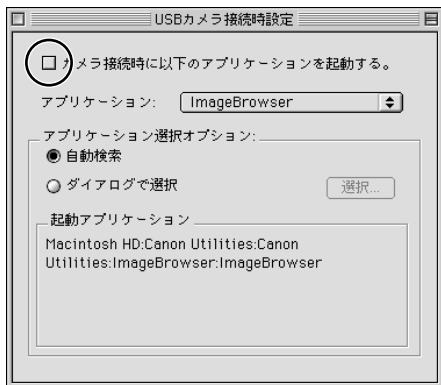 USBカメラ接続時設定
カメラ接続時に以下のアプリケーションを起動する。
アプリケーション: ImageBrowser
アプリケーション選択オプション:
自動検索
ダイアログで選択 選択...
起動アプリケーション
Macintosh HD:Canon Utilities:Canon
Utilities:ImageBrowser:ImageBrowser